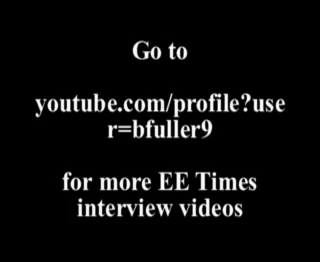 Go to
youtube.com/profile?use
r=bfuller9
for more EE Times
interview videos